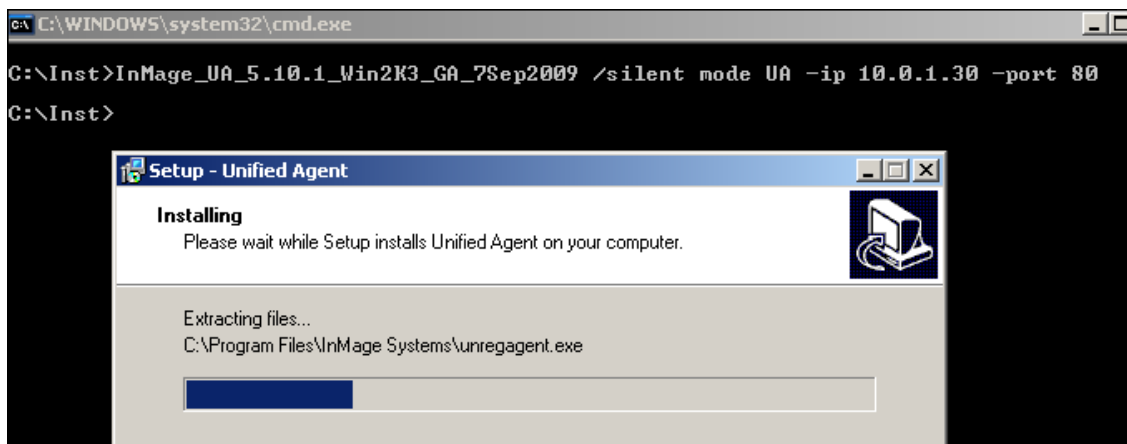 C:\WINDOWS\system32\cmd.exe
C:\Inst>InMage_UA_5.10.1_Win2K3_GA_7Sep2009 /silent mode UA -ip 10.0.1.30 -port 80
C:\Inst>
Setup - Unified Agent
Installing
Please wait while Setup installs Unified Agent on your computer.
Extracting files...
C:\Program Files\InMage Systems\unregagent.exe